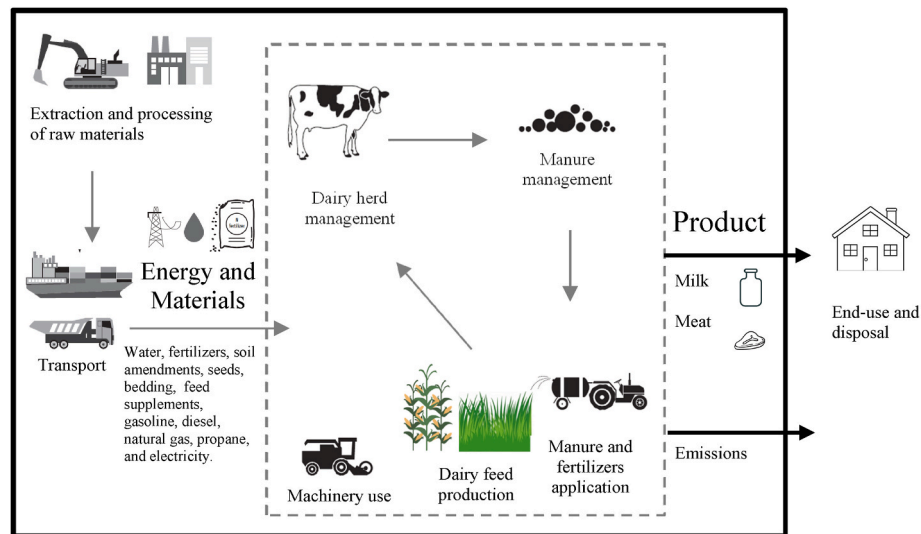 Extraction and processing
of raw materials
Energy and
Materials
Transport
Water, fertilizers, soil
amendments, seeds,
bedding, feed
supplements,
gasoline, diesel,
natural gas, propane,
and electricity.
Dairy herd
management
Manure
management
Machinery use
Dairy feed
production
Manure and
fertilizers
application
Product
Milk
Meat
Emissions
End-use and
disposal